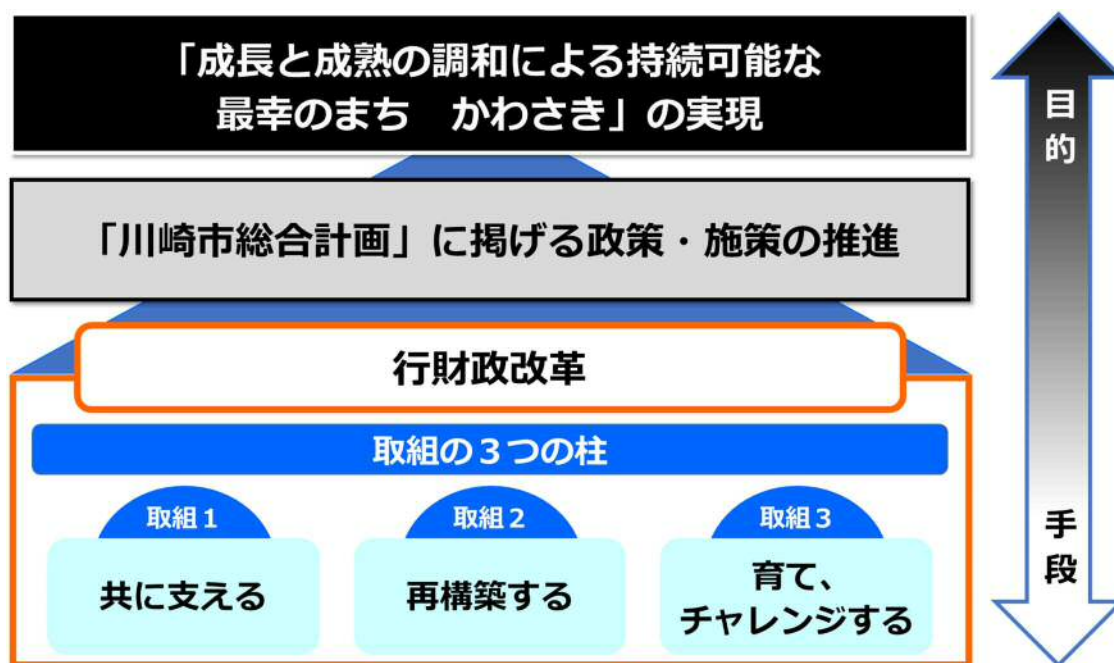 「成長と成熟の調和による持続可能な
最幸のまち　かわさき」の実現
「川崎市総合計画」に掲げる政策・施策の推進
行財政改革
取組の３つの柱
取組１
共に支える
取組２
再構築する
取組３
育て、
チャレンジする
目的
手段